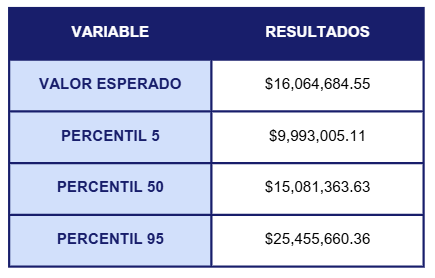 VARIABLE RESULTADOS
VALOR ESPERADO $16,064,684.55
PERCENTIL 5 $9,993,005.11
PERCENTIL 50 $15,081,363.63
PERCENTIL 95 $25,455,660.36